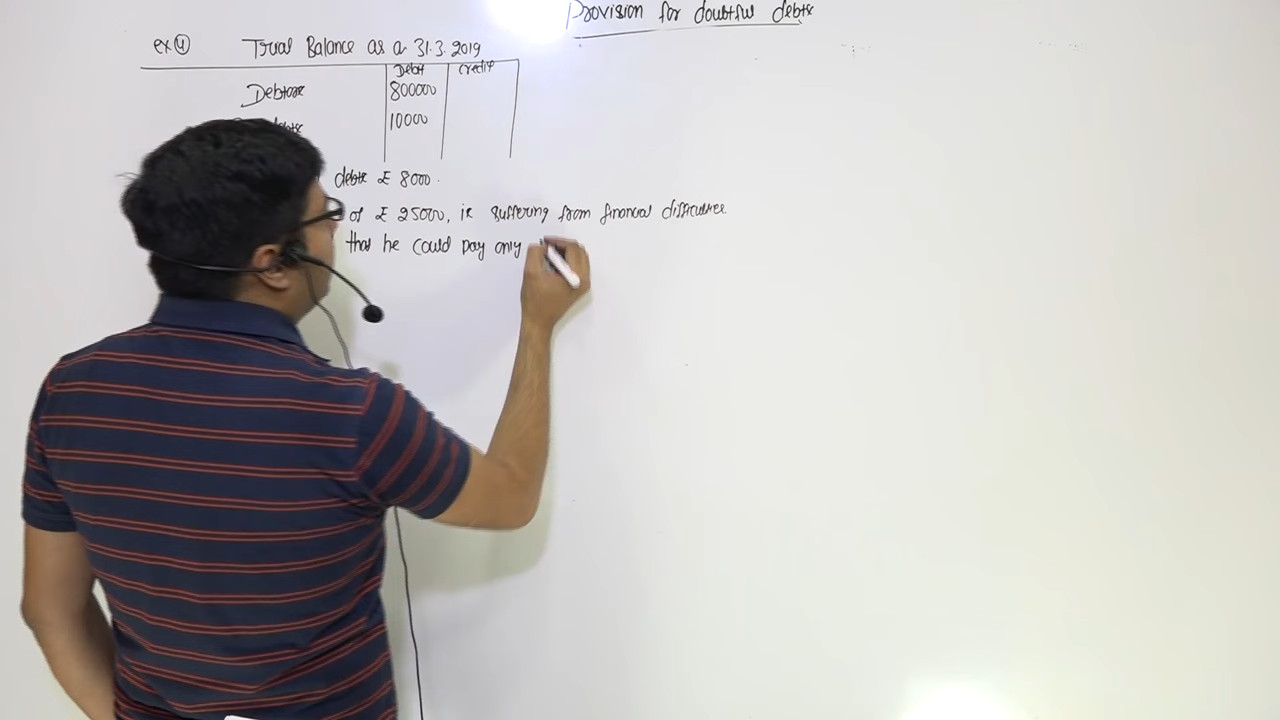 Provision for doubtful debts
ex 4 Trial Balance as a 31.3.2019
Debit Credit
Debtors 800000
debts 10000
debts £ 8000.
of £ 25000, is suffering from financial difficulties
that he could pay only